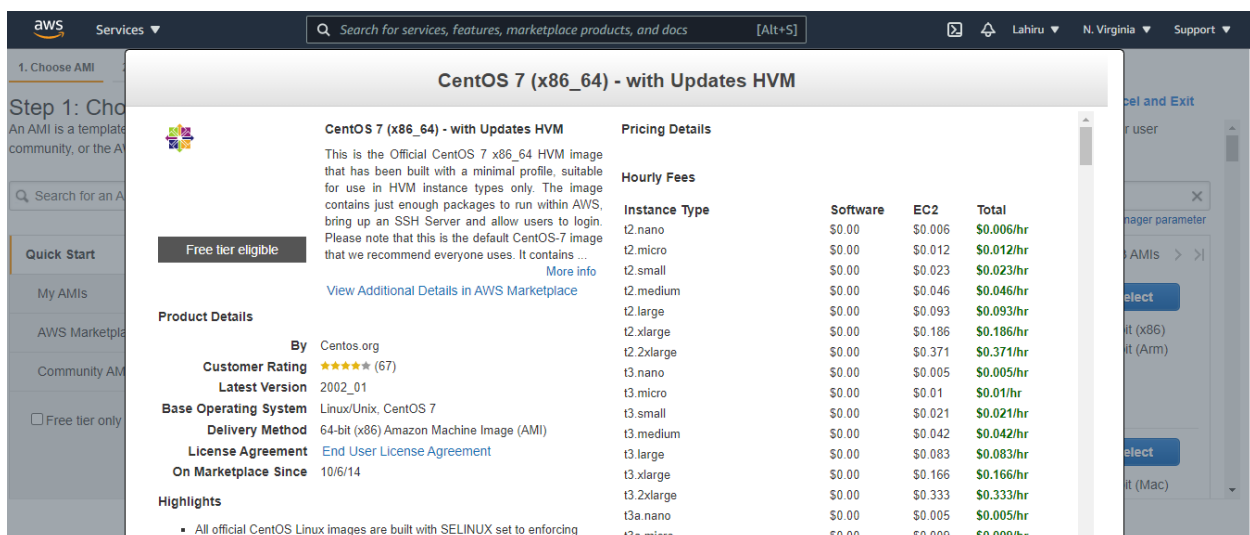 aws Services ▼ Search for services, features, marketplace products, and docs [Alt+S] Lahiru ▼ N. Virginia ▼ Support ▼
1. Choose AMI
Step 1: Cho
An AMI is a template
community, or the A
Search for an A
Quick Start
My AMIs
AWS Marketpla
Community AM
Free tier only
CentOS 7 (x86_64) - with Updates HVM
Free tier eligible
CentOS 7 (x86_64) - with Updates HVM
This is the Official CentOS 7 x86_64 HVM image
that has been built with a minimal profile, suitable
for use in HVM instance types only. The image
contains just enough packages to run within AWS,
bring up an SSH Server and allow users to login.
Please note that this is the default CentOS-7 image
that we recommend everyone uses. It contains ...
More info
View Additional Details in AWS Marketplace
Product Details
By Centos.org
Customer Rating (67)
Latest Version 2002_01
Base Operating System Linux/Unix, CentOS 7
Delivery Method 64-bit (x86) Amazon Machine Image (AMI)
License Agreement End User License Agreement
On Marketplace Since 10/6/14
Highlights
▪ All official CentOS Linux images are built with SELINUX set to enforcing
Pricing Details
Hourly Fees
Instance Type Software EC2 Total
t2.nano $0.00 $0.006 $0.006/hr
t2.micro $0.00 $0.012 $0.012/hr
t2.small $0.00 $0.023 $0.023/hr
t2.medium $0.00 $0.046 $0.046/hr
t2.large $0.00 $0.093 $0.093/hr
t2.xlarge $0.00 $0.186 $0.186/hr
t2.2xlarge $0.00 $0.371 $0.371/hr
t3.nano $0.00 $0.005 $0.005/hr
t3.micro $0.00 $0.01 $0.01/hr
t3.small $0.00 $0.021 $0.021/hr
t3.medium $0.00 $0.042 $0.042/hr
t3.large $0.00 $0.083 $0.083/hr
t3.xlarge $0.00 $0.166 $0.166/hr
t3.2xlarge $0.00 $0.333 $0.333/hr
t3a.nano $0.00 $0.005 $0.005/hr
t3a.micro $0.00 $0.009 $0.009/hr
cel and Exit
r user
nager parameter
AMIs
elect
it (x86)
it (Arm)
elect
it (Mac)